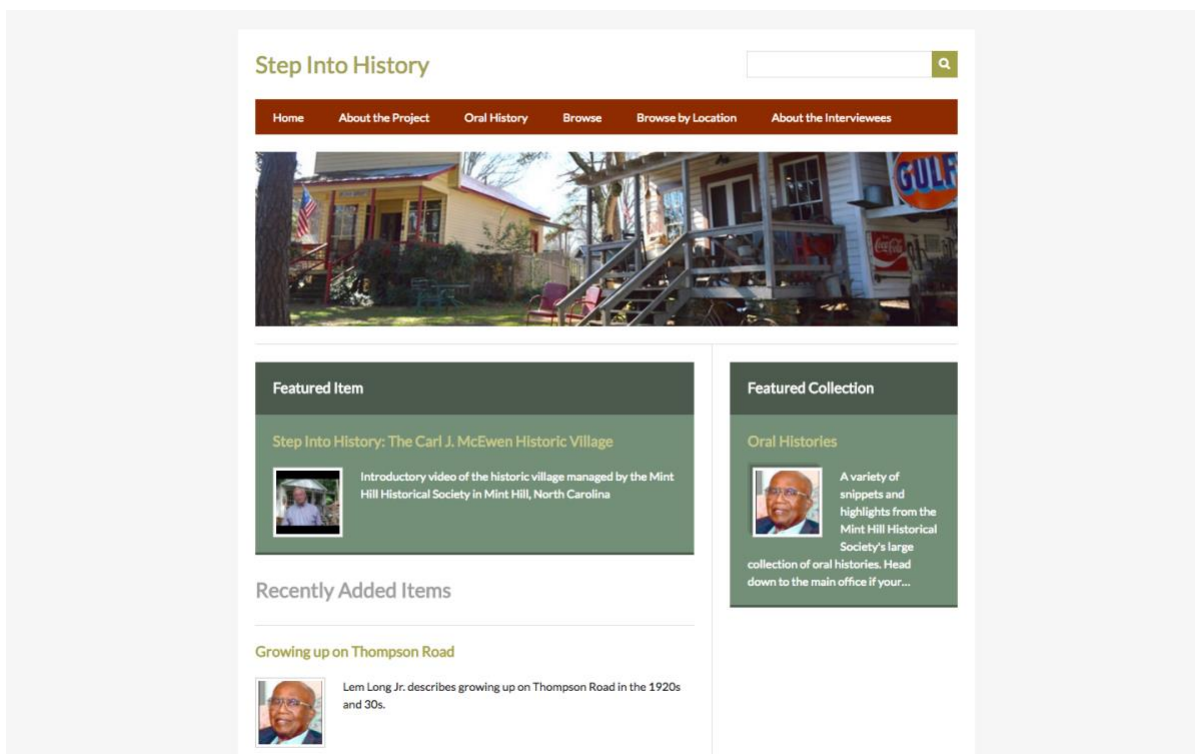 Step Into History
Home About the Project Oral History Browse Browse by Location About the Interviewees
GULF
Coca-Cola
Featured Item
Step Into History: The Carl J. McEwen Historic Village
Introductory video of the historic village managed by the Mint
Hill Historical Society in Mint Hill, North Carolina
Featured Collection
Oral Histories
A variety of
snippets and
highlights from the
Mint Hill Historical
Society's large
collection of oral histories. Head
down to the main office if your...
Recently Added Items
Growing up on Thompson Road
Lem Long Jr. describes growing up on Thompson Road in the 1920s
and 30s.